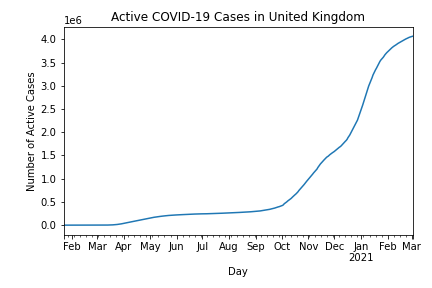 Active COVID-19 Cases in United Kingdom
1e6
4.0
3.5
3.0
2.5
2.0
1.5
1.0
0.5
0.0
Number of Active Cases
Feb Mar Apr May Jun Jul Aug Sep Oct Nov Dec Jan Feb Mar
2021
Day